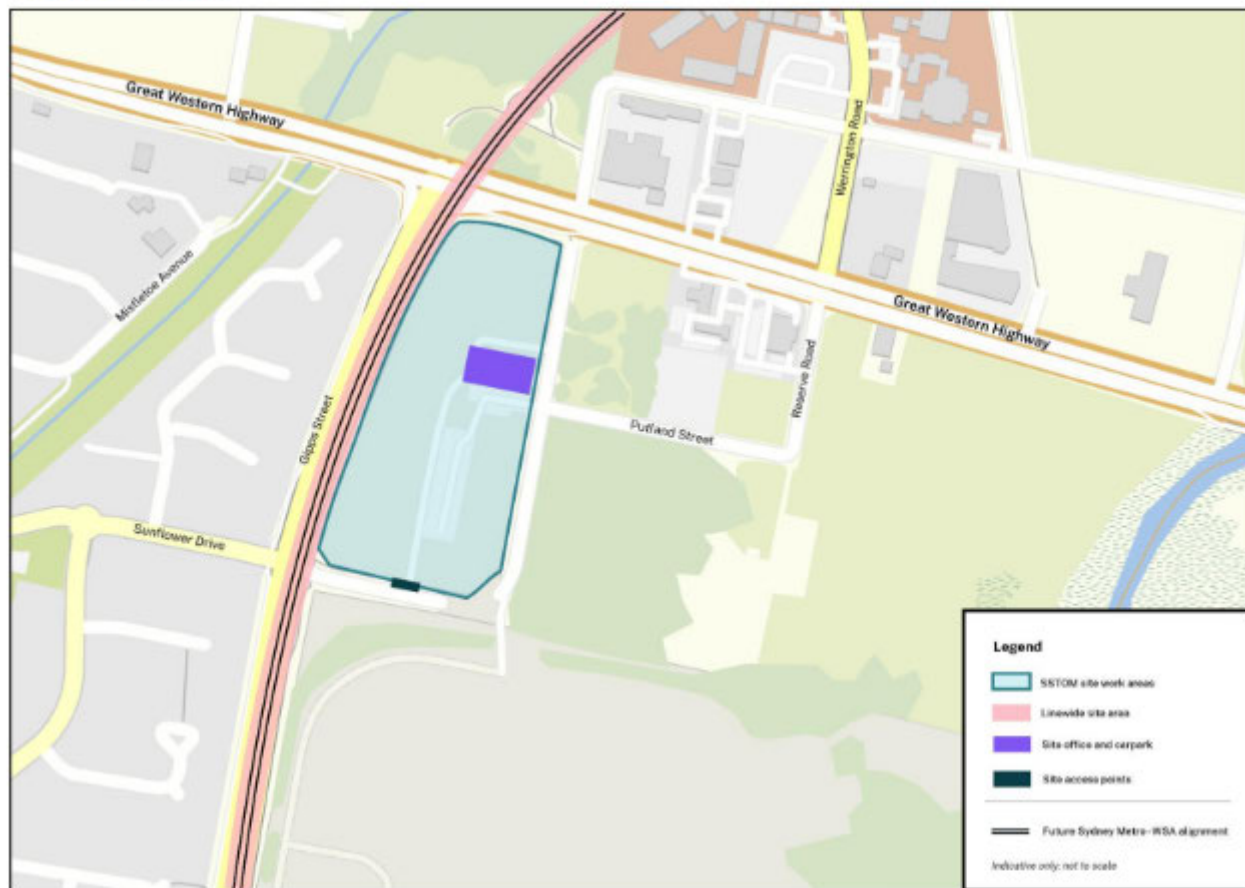 Great Western Highway
Werrington Road
Mistletoe Avenue
Great Western Highway
Gipps Street
Reserve Road
Putland Street
Sunflower Drive
Legend
SSTOM site work areas
Linewide site area
Site office and carpark
Site access points
Future Sydney Metro - WSA alignment
Indicative only, not to scale